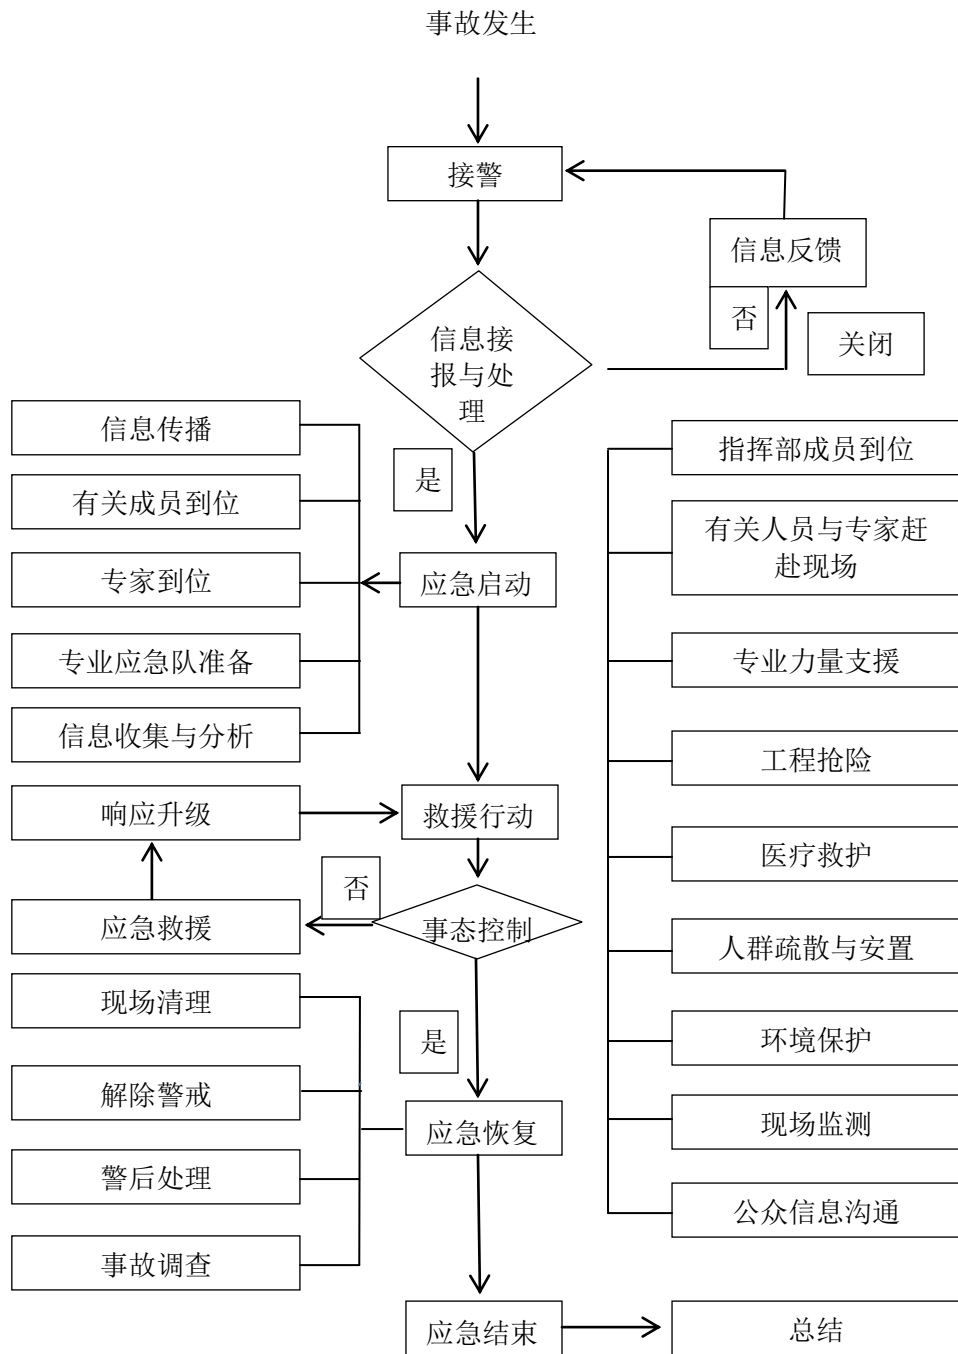 事故发生
接警
信息反馈
否
关闭
信息接
报与处
理
是
信息传播
有关成员到位
专家到位
专业应急队准备
信息收集与分析
应急启动
指挥部成员到位
有关人员与专家赶
赴现场
专业力量支援
工程抢险
医疗救护
人群疏散与安置
环境保护
现场监测
公众信息沟通
响应升级
救援行动
否
应急救援
事态控制
现场清理
是
解除警戒
应急恢复
警后处理
事故调查
应急结束
总结